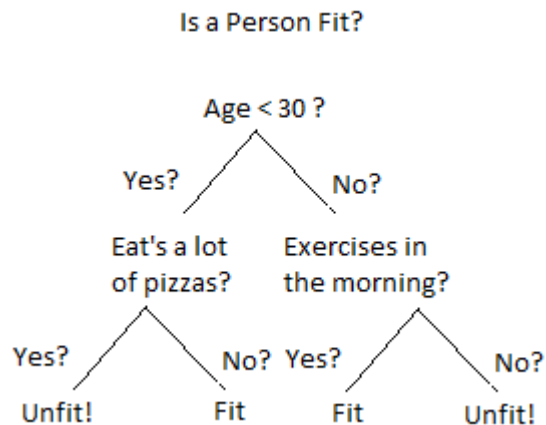 Is a Person Fit?
Age < 30 ?
Yes?
No?
Eat's a lot
of pizzas?
Exercises in
the morning?
Yes?
No?
Yes?
No?
Unfit!
Fit
Fit
Unfit!